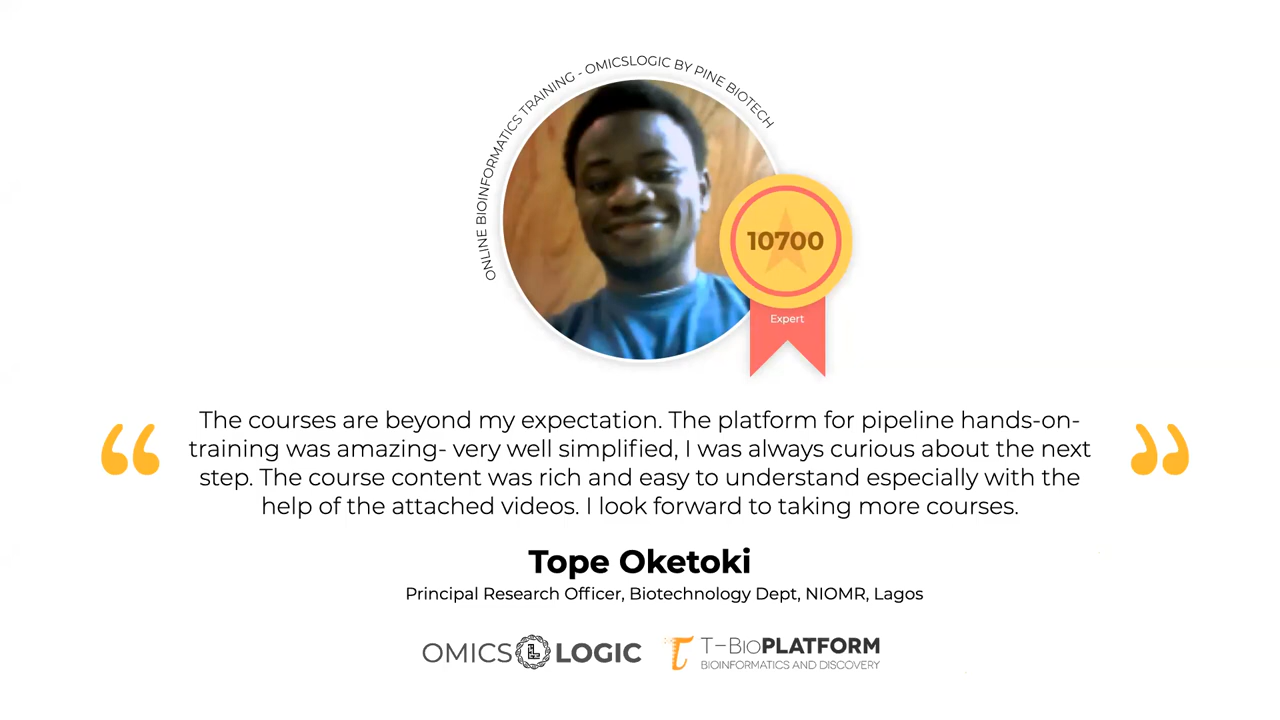 ONLINE BIOINFORMATICS TRAINING - OMICSLOGIC BY PINE BIOTECH
10700
Expert
“ The courses are beyond my expectation. The platform for pipeline hands-on- ”
training was amazing- very well simplified, I was always curious about the next
step. The course content was rich and easy to understand especially with the
help of the attached videos. I look forward to taking more courses.
Tope Oketoki
Principal Research Officer, Biotechnology Dept, NIOMR, Lagos
OMICS LOGIC
T-BioPLATFORM
BIOINFORMATICS AND DISCOVERY